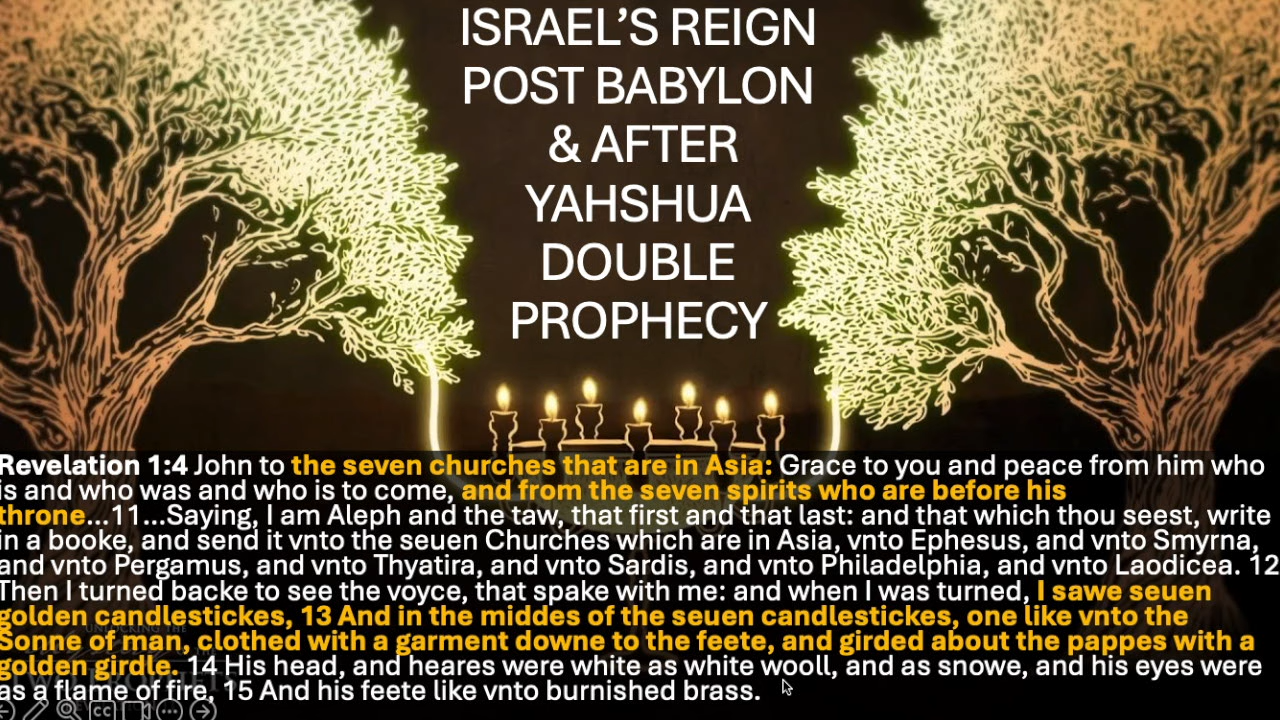 ISRAEL'S REIGN
POST BABYLON
& AFTER
YAHSHUA
DOUBLE
PROPHECY
Revelation 1:4 John to the seven churches that are in Asia: Grace to you and peace from him who
is and who was and who is to come, and from the seven spirits who are before his
throne...11...Saying, I am Aleph and the taw, that first and that last: and that which thou seest, write
in a booke, and send it vnto the seuen Churches which are in Asia, vnto Ephesus, and vnto Smyrna,
and vnto Pergamus, and vnto Thyatira, and vnto Sardis, and vnto Philadelphia, and vnto Laodicea. 12
Then I turned backe to see the voyce, that spake with me: and when I was turned, I sawe seuen
golden candlestickes, 13 And in the middes of the seuen candlestickes, one like vnto the
Sonne of man, clothed with a garment downe to the feete, and girded about the pappes with a
golden girdle. 14 His head, and heares were white as white wooll, and as snowe, and his eyes were
as a flame of fire, 15 And his feete like vnto burnished brass.
UNLOCKING THE
CC